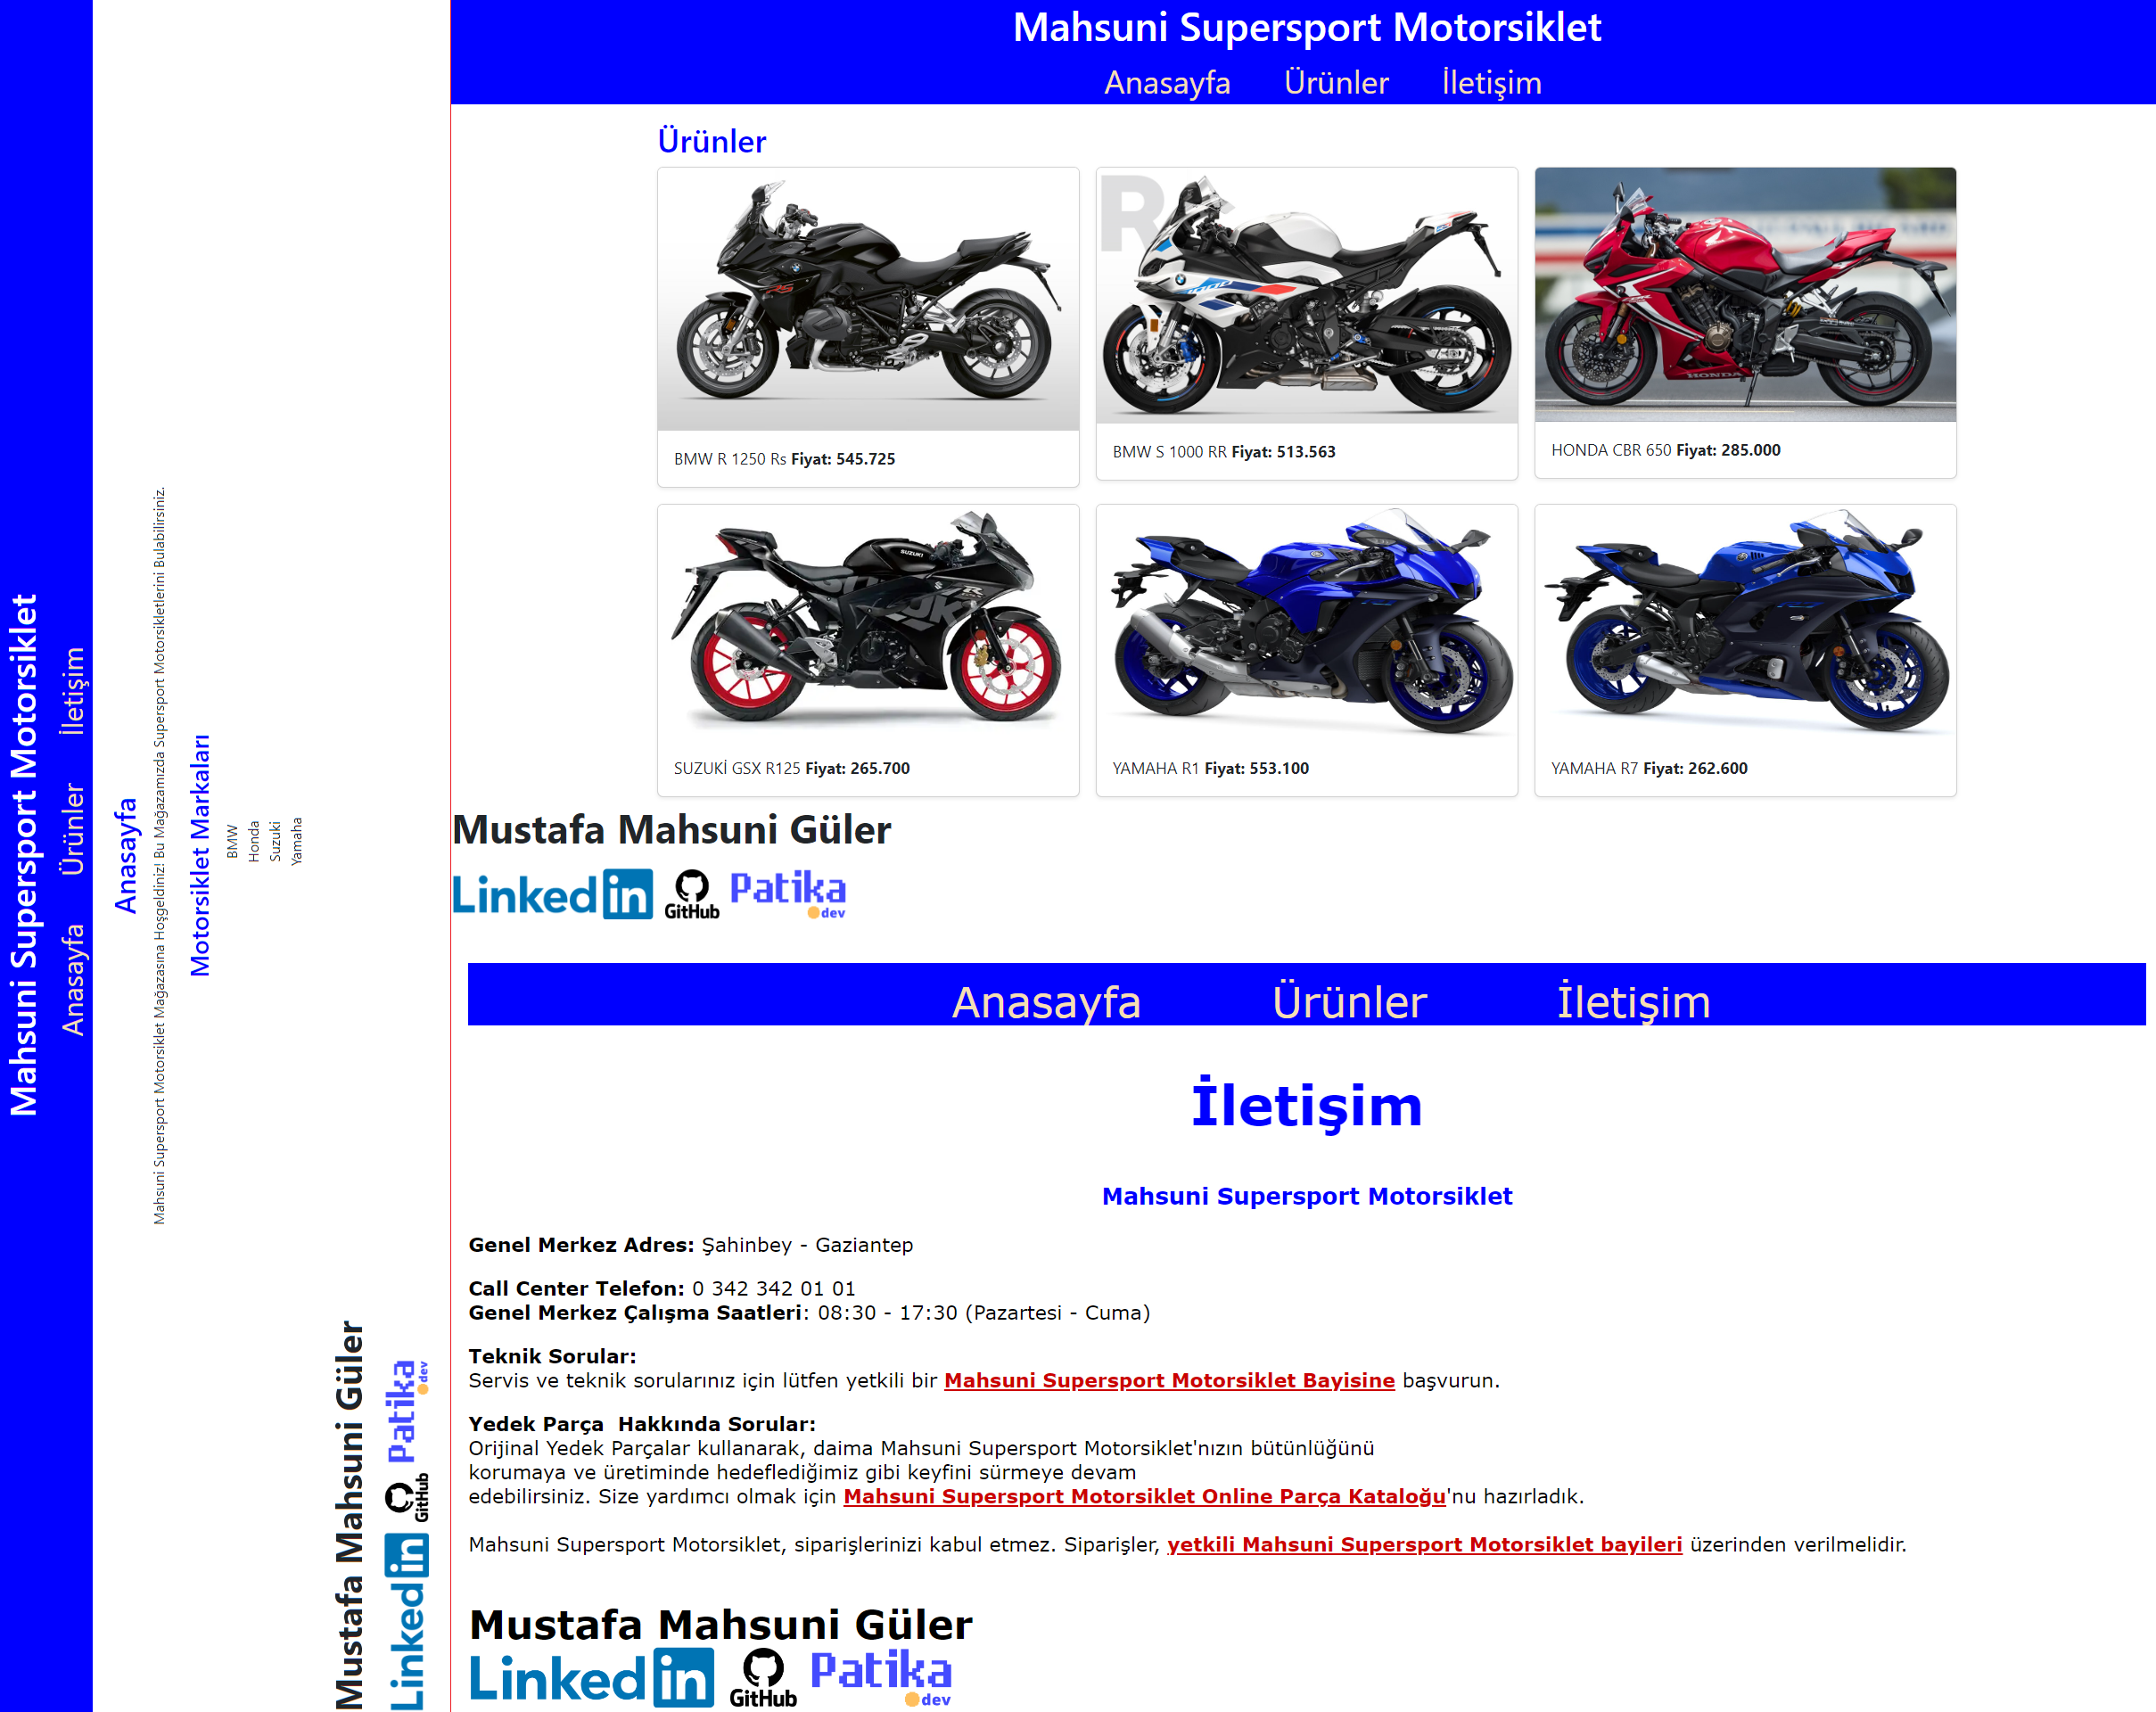 Mahsuni Supersport Motorsiklet
Anasayfa Ürünler İletişim
Anasayfa
Mahsuni Supersport Motorsiklet Mağazasına Hoşgeldiniz! Bu Mağazamızda Supersport Motorsikletlerini Bulabilirsiniz.
Motorsiklet Markaları
BMW
Honda
Suzuki
Yamaha
Mustafa Mahsuni Güler
Linkedin GitHub Patika.dev
Mahsuni Supersport Motorsiklet
Anasayfa Ürünler İletişim
Ürünler
BMW R 1250 Rs Fiyat: 545.725
BMW S 1000 RR Fiyat: 513.563
HONDA CBR 650 Fiyat: 285.000
SUZUKİ GSX R125 Fiyat: 265.700
YAMAHA R1 Fiyat: 553.100
YAMAHA R7 Fiyat: 262.600
Mustafa Mahsuni Güler
Linkedin GitHub Patika.dev
Anasayfa Ürünler İletişim
İletişim
Mahsuni Supersport Motorsiklet
Genel Merkez Adres: Şahinbey - Gaziantep
Call Center Telefon: 0 342 342 01 01
Genel Merkez Çalışma Saatleri: 08:30 - 17:30 (Pazartesi - Cuma)
Teknik Sorular:
Servis ve teknik sorularınız için lütfen yetkili bir Mahsuni Supersport Motorsiklet Bayisine başvurun.
Yedek Parça  Hakkında Sorular:
Orijinal Yedek Parçalar kullanarak, daima Mahsuni Supersport Motorsiklet'nızın bütünlüğünü
korumaya ve üretiminde hedeflediğimiz gibi keyfini sürmeye devam
edebilirsiniz. Size yardımcı olmak için Mahsuni Supersport Motorsiklet Online Parça Kataloğu'nu hazırladık.
Mahsuni Supersport Motorsiklet, siparişlerinizi kabul etmez. Siparişler, yetkili Mahsuni Supersport Motorsiklet bayileri üzerinden verilmelidir.
Mustafa Mahsuni Güler
Linkedin GitHub Patika.dev